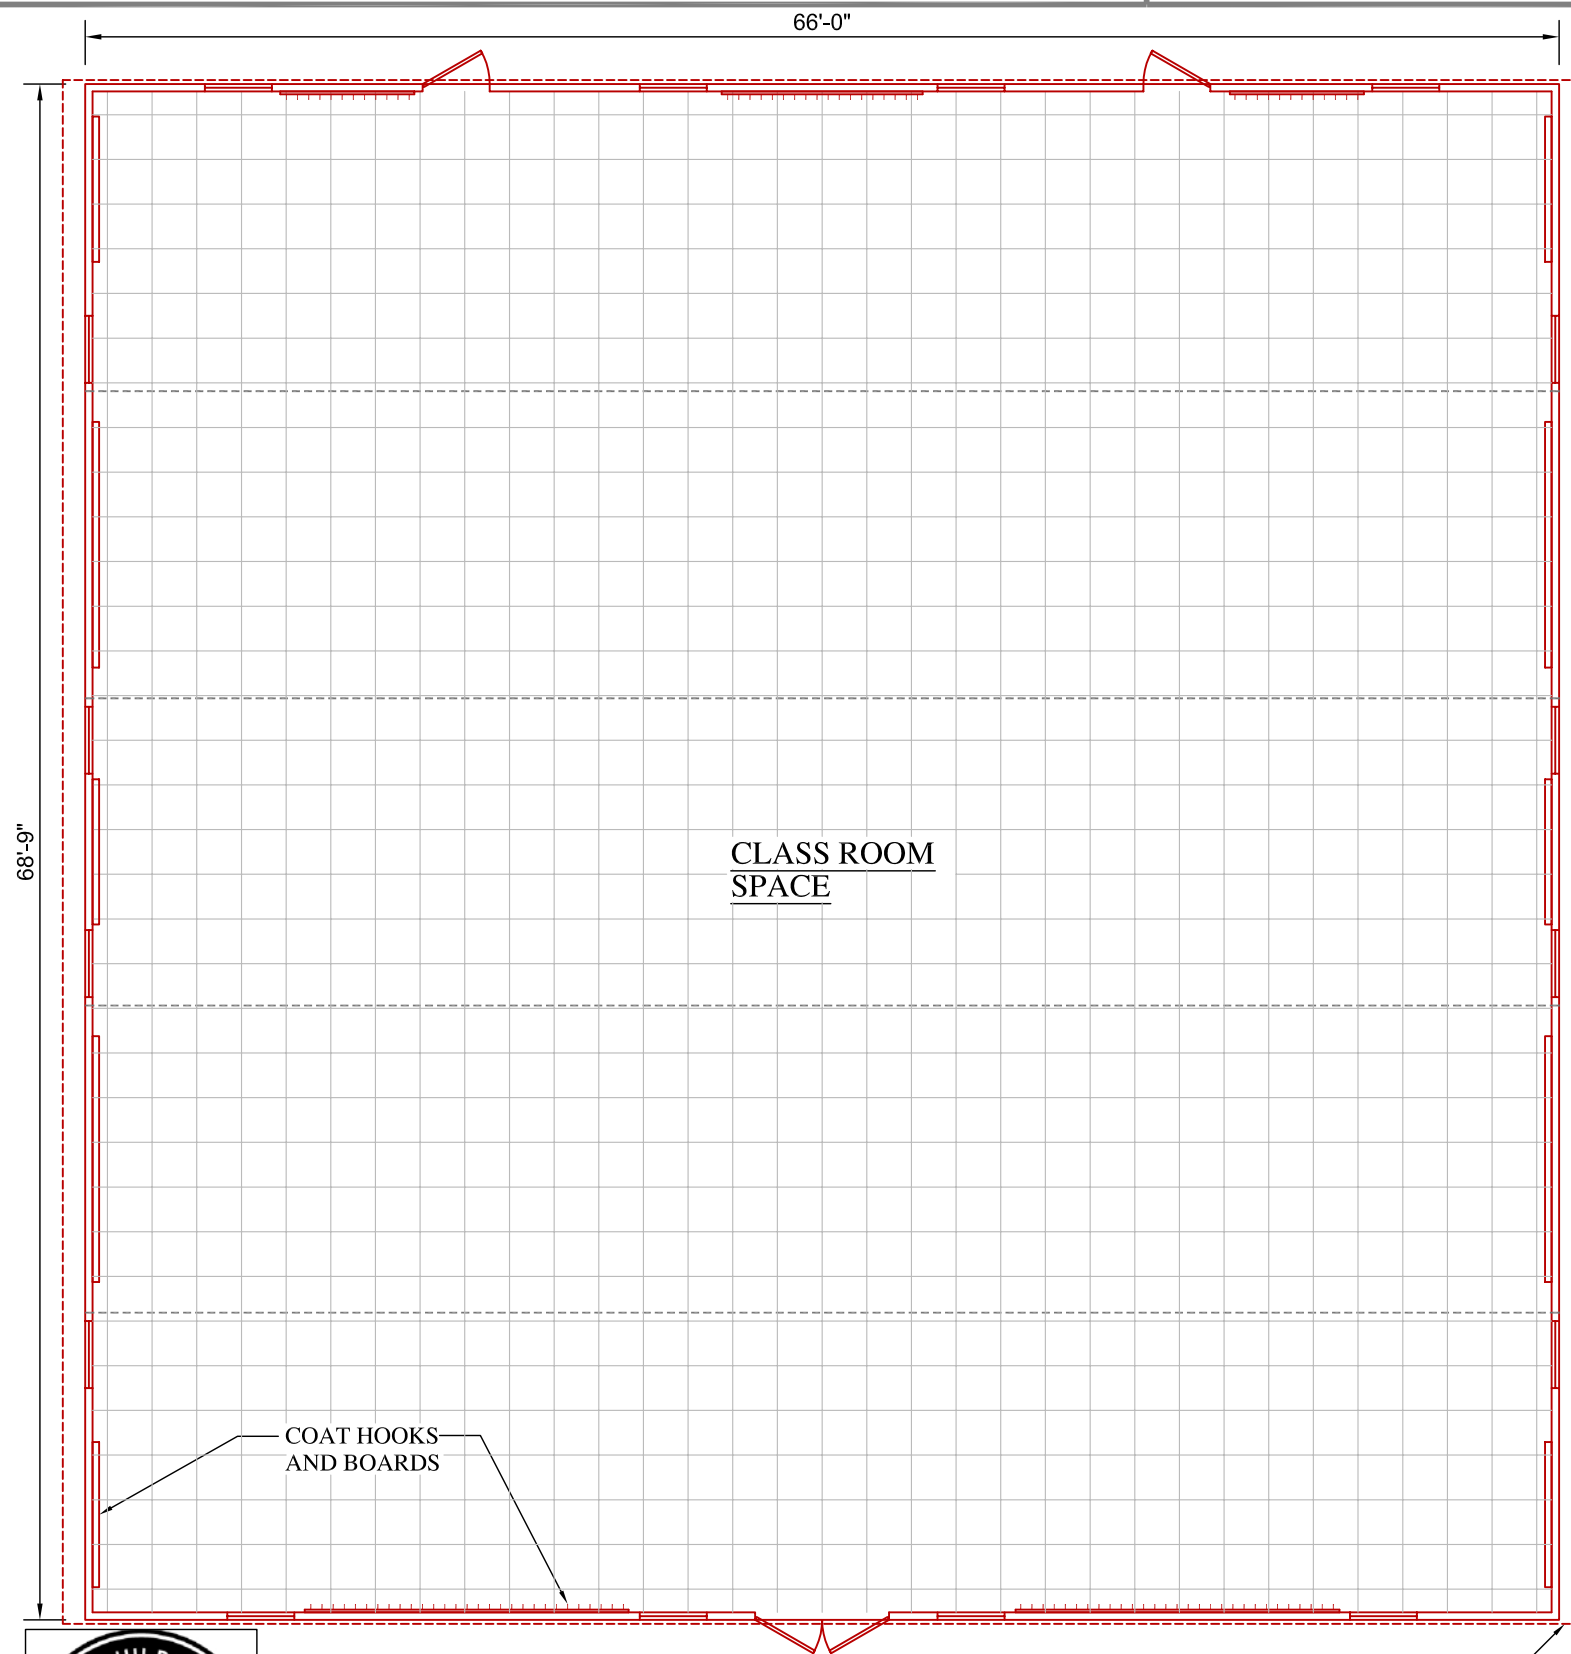 66'-0"
68'-9"
CLASS ROOM
SPACE
COAT HOOKS
AND BOARDS